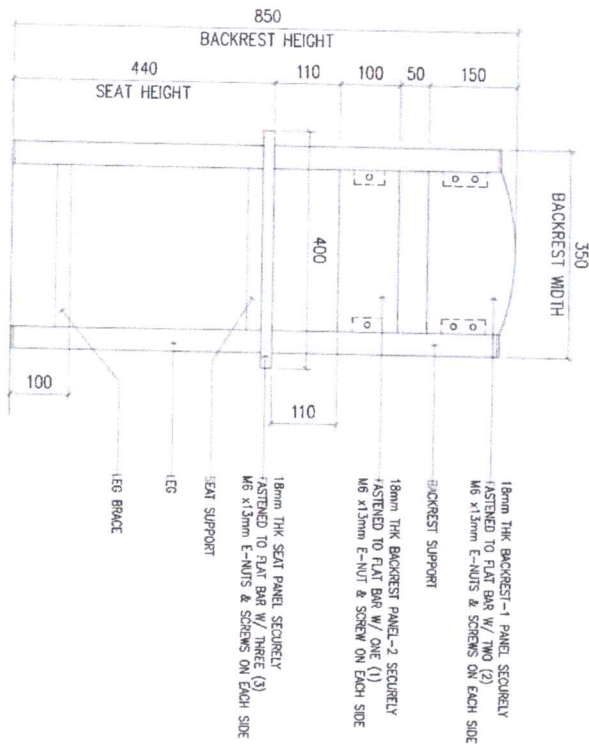 850
BACKREST HEIGHT
440
110
100
50
150
SEAT HEIGHT
BACKREST WIDTH
350
400
100
110
18mm THK BACKREST-1 PANEL SECURELY
FASTENED TO FLAT BAR W/ TWO (2)
M6 x13mm E-NUTS & SCREWS ON EACH SIDE
BACKREST SUPPORT
18mm THK BACKREST PANEL-2 SECURELY
FASTENED TO FLAT BAR W/ ONE (1)
M6 x13mm E-NUT & SCREW ON EACH SIDE
18mm THK SEAT PANEL SECURELY
FASTENED TO FLAT BAR W/ THREE (3)
M6 x13mm E-NUTS & SCREWS ON EACH SIDE
SEAT SUPPORT
LEG
LEG BRACE